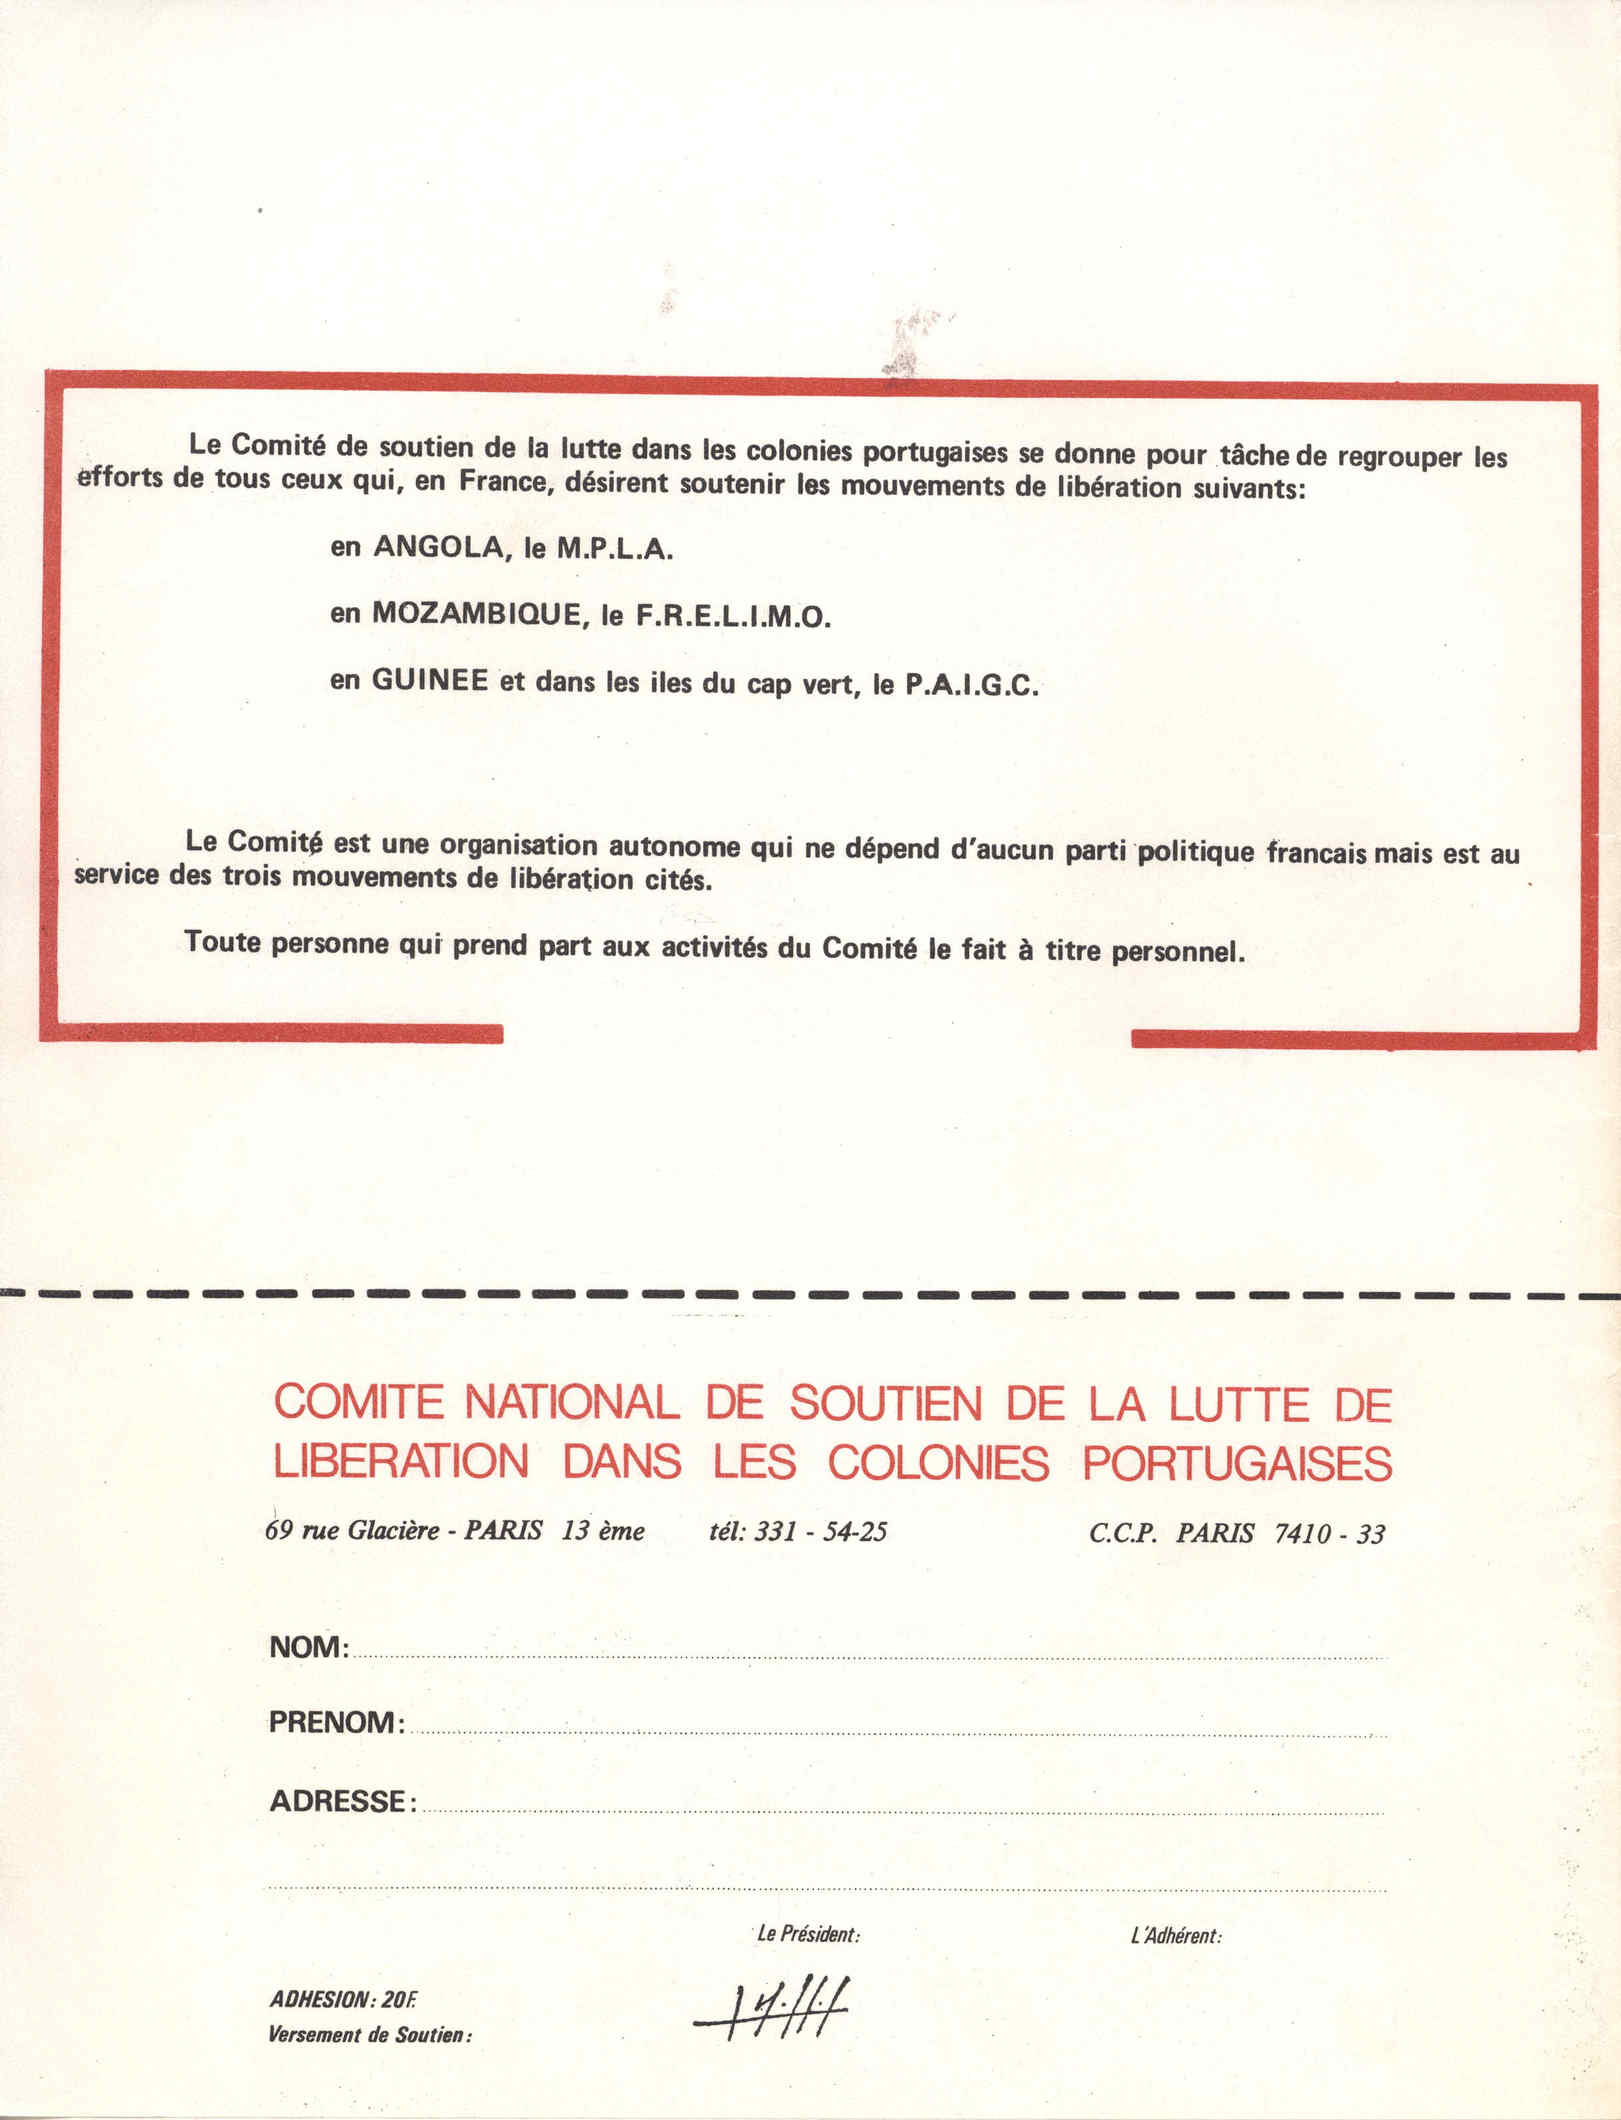 Le Comité de soutien de la lutte dans les colonies portugaises se donne pour tâche de regrouper les
efforts de tous ceux qui, en France, désirent soutenir les mouvements de libération suivants:
en ANGOLA, le M.P.L.A.
en MOZAMBIQUE, le F.R.E.L.I.M.O.
en GUINEE et dans les iles du cap vert, le P.A.I.G.C.
Le Comité est une organisation autonome qui ne dépend d'aucun parti politique francais mais est au
service des trois mouvements de libération cités.
Toute personne qui prend part aux activités du Comité le fait à titre personnel.
COMITE NATIONAL DE SOUTIEN DE LA LUTTE DE
LIBERATION DANS LES COLONIES PORTUGAISES
69 rue Glacière - PARIS 13 ème tél: 331 - 54-25 C.C.P. PARIS 7410 - 33
NOM:
PRENOM:
ADRESSE:
Le Président: L'Adhérent:
ADHESION: 20F.
Versement de Soutien: